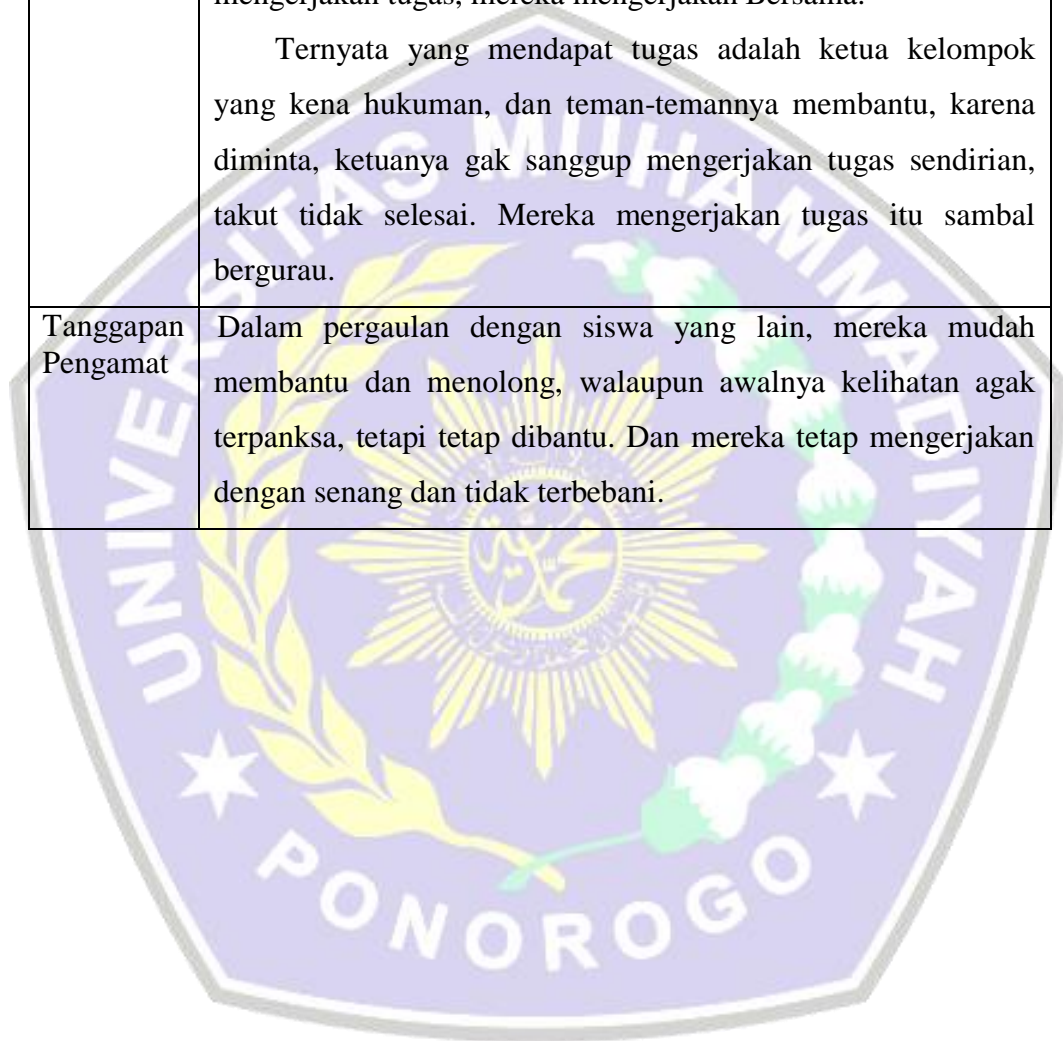 mengerjakan tugas, mereka mengerjakan Bersama.
Ternyata yang mendapat tugas adalah ketua kelompok
yang kena hukuman, dan teman-temannya membantu, karena
diminta, ketuanya gak sanggup mengerjakan tugas sendirian,
takut tidak selesai. Mereka mengerjakan tugas itu sambal
bergurau.
Tanggapan
Pengamat
Dalam pergaulan dengan siswa yang lain, mereka mudah
membantu dan menolong, walaupun awalnya kelihatan agak
terpanksa, tetapi tetap dibantu. Dan mereka tetap mengerjakan
dengan senang dan tidak terbebani.
UNIVERSITAS MUHAMMADIYAH
PONOROGO